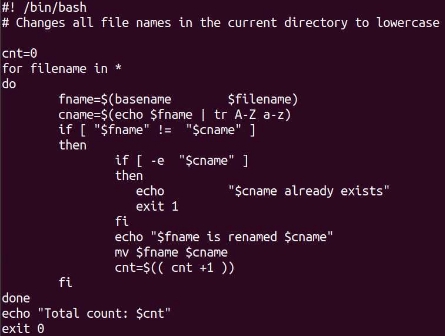 #! /bin/bash
# Changes all file names in the current directory to lowercase
cnt=0
for filename in *
do
fname=$(basename $filename)
cname=$(echo $fname | tr A-Z a-z)
if [ "$fname" != "$cname" ]
then
if [ -e "$cname" ]
then
echo "$cname already exists"
exit 1
fi
echo "$fname is renamed $cname"
mv $fname $cname
cnt=$(( cnt +1 ))
fi
done
echo "Total count: $cnt"
exit 0